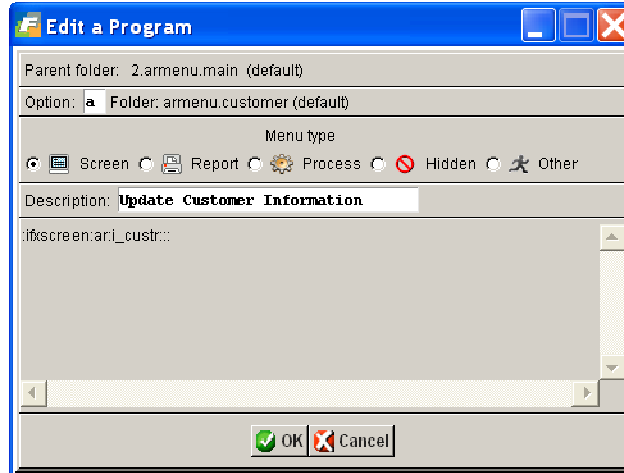 Edit a Program
Parent folder: 2.armenu.main (default)
Option: a Folder: armenu.customer (default)
Menu type
Screen Report Process Hidden Other
Description: Update Customer Information
:ifxscreen:ar:i_custr:::
OK Cancel